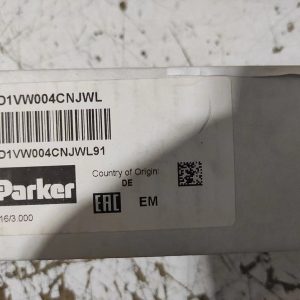 D1VW004CNJWL
D1VW004CNJWL91
Parker
Country of Origin:
DE
EAC
EM
16/3.000